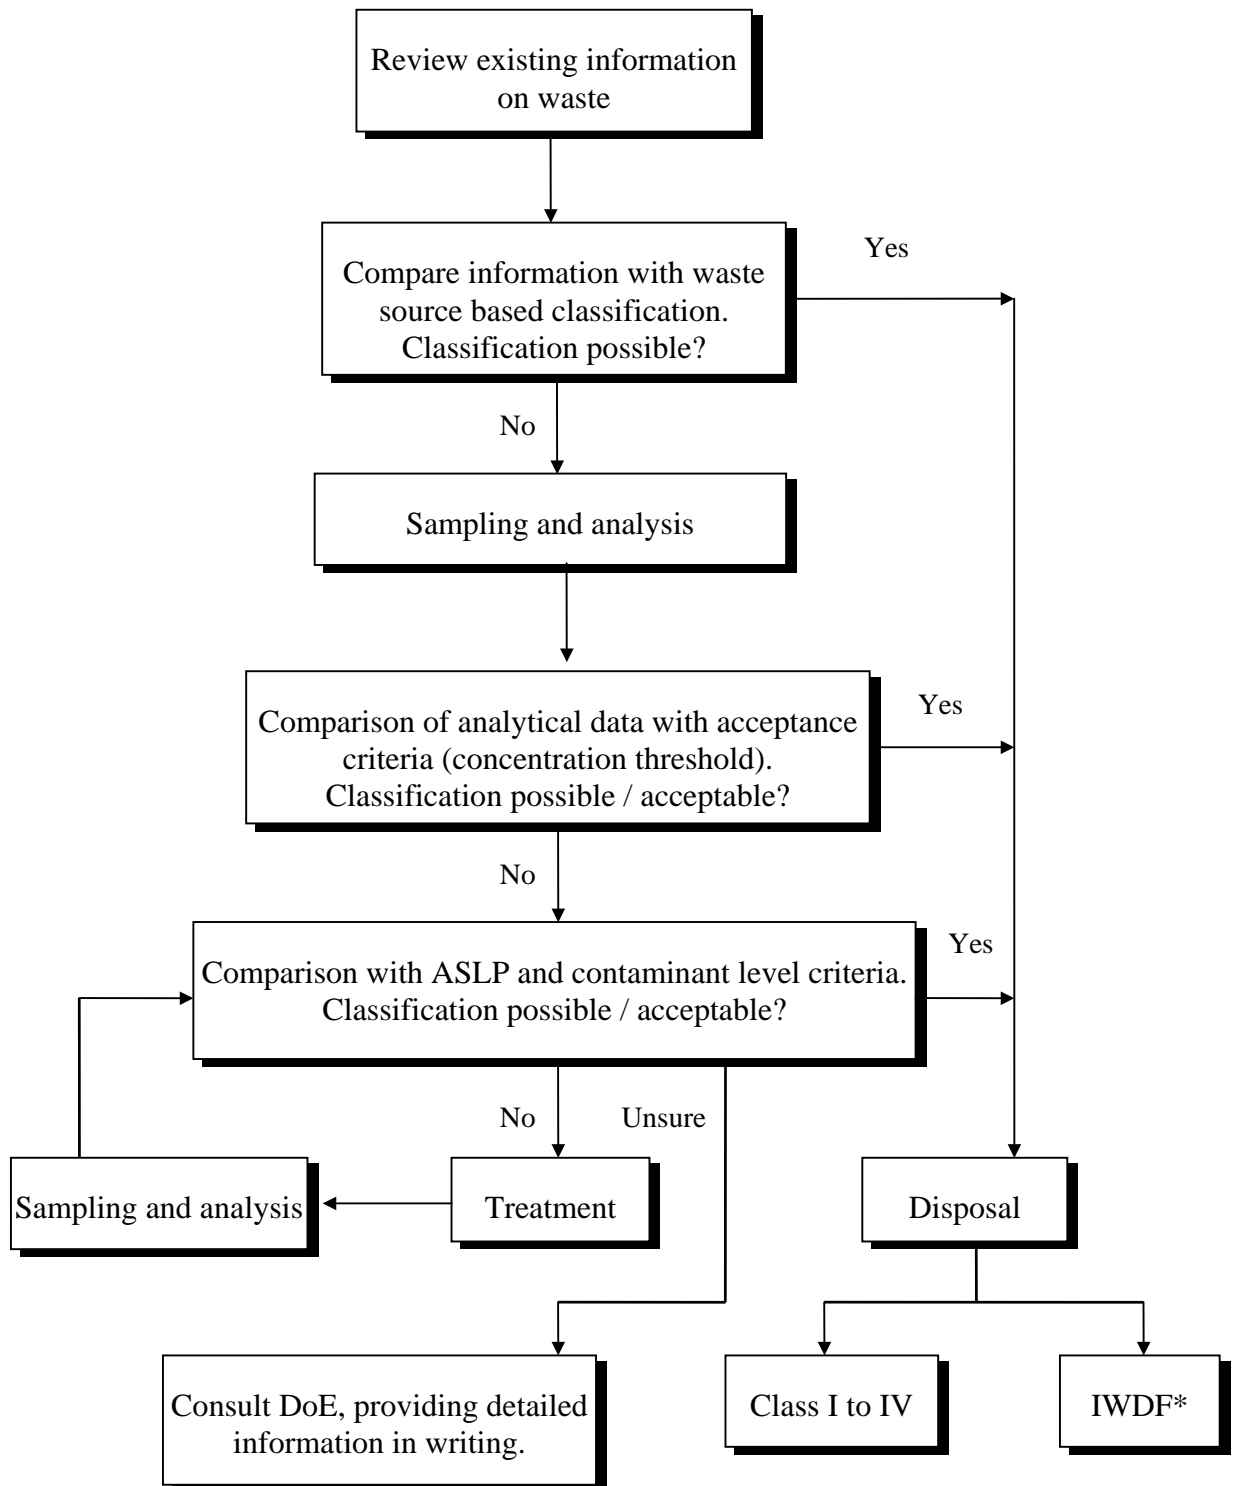 Review existing information
on waste
Yes
Compare information with waste
source based classification.
Classification possible?
No
Sampling and analysis
Yes
Comparison of analytical data with acceptance
criteria (concentration threshold).
Classification possible / acceptable?
No
Yes
Comparison with ASLP and contaminant level criteria.
Classification possible / acceptable?
No
Unsure
Sampling and analysis
Treatment
Disposal
Consult DoE, providing detailed
information in writing.
Class I to IV
IWDF*